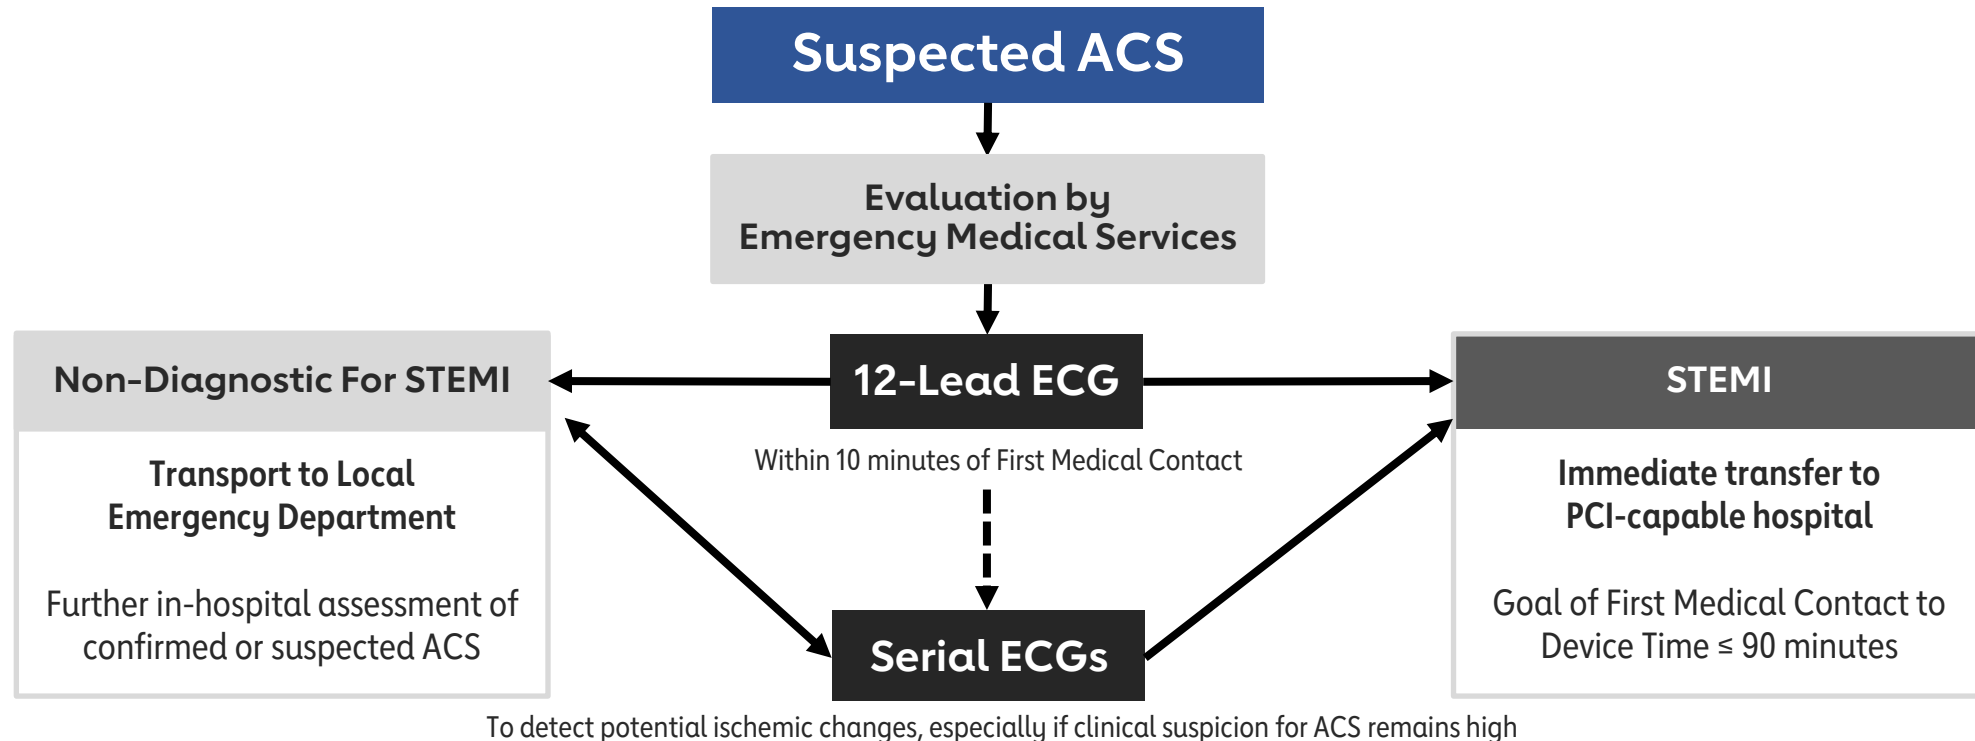 Suspected ACS
Evaluation by
Emergency Medical Services
Non-Diagnostic For STEMI
Transport to Local
Emergency Department
Further in-hospital assessment of
confirmed or suspected ACS
12-Lead ECG
Within 10 minutes of First Medical Contact
Serial ECGs
To detect potential ischemic changes, especially if clinical suspicion for ACS remains high
STEMI
Immediate transfer to
PCI-capable hospital
Goal of First Medical Contact to
Device Time ≤ 90 minutes